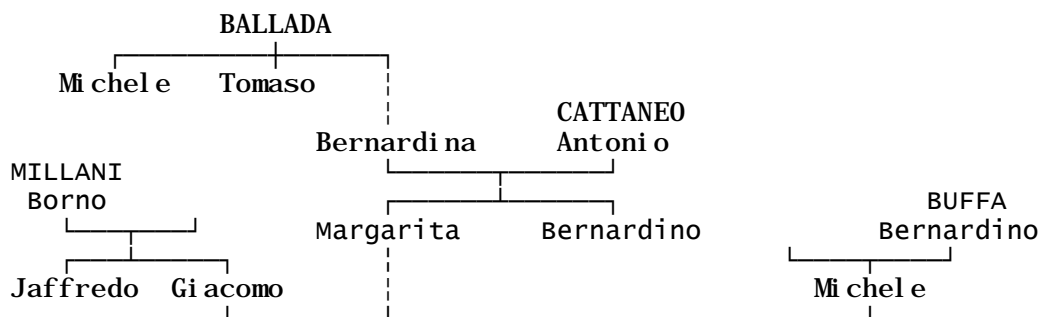 BALLADA
Michele Tomaso
CATTANEO
Bernardina Antonio
MILLANI
Borno BUFFA
Margarita Bernardino Bernardino
Jaffredo Giacomo Michele